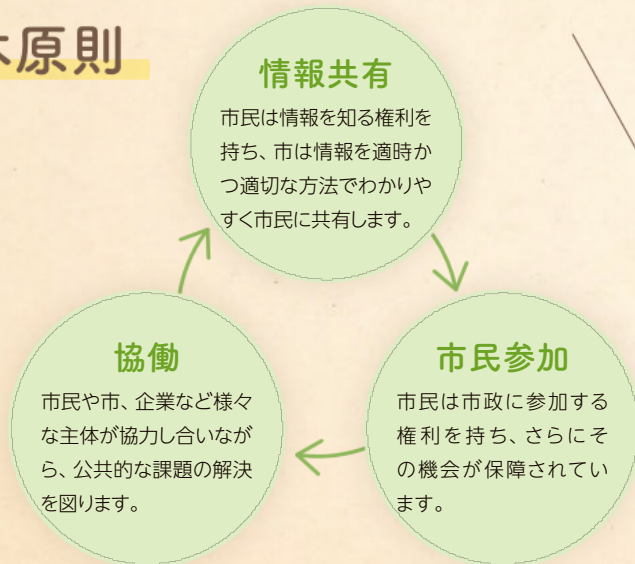 本原則
情報共有
市民は情報を知る権利を
持ち、市は情報を適時か
つ適切な方法でわかりや
すく市民に共有します。
協働
市民や市、企業など様々
な主体が協力し合いなが
ら、公共的な課題の解決
を図ります。
市民参加
市民は市政に参加する
権利を持ち、さらにそ
の機会が保障されてい
ます。